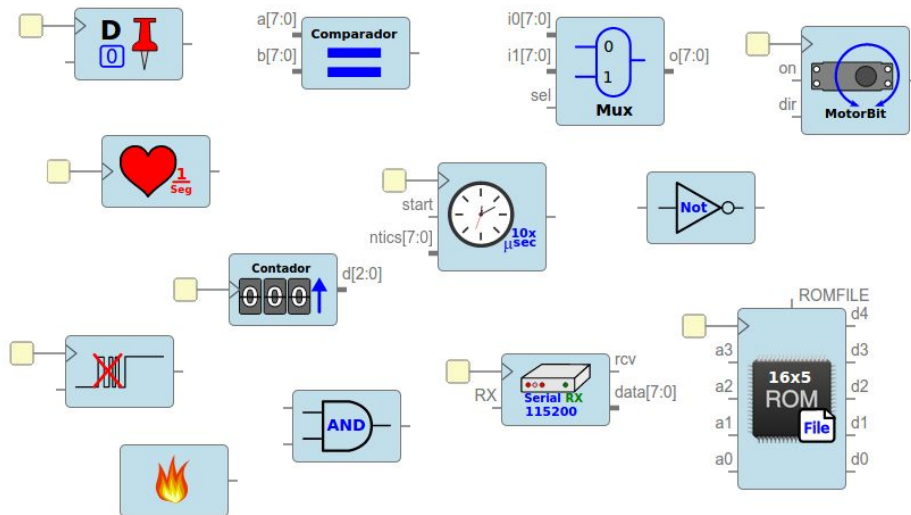 D
0
a[7:0]
b[7:0]
Comparador
i0[7:0]
i1[7:0]
sel
0
1
Mux
o[7:0]
on
dir
MotorBit
1
Seg
start
ntics[7:0]
10x
μsec
Not
Contador
000
d[2:0]
ROMFILE
a3
a2
a1
a0
16x5
ROM
File
d4
d3
d2
d1
d0
RX
Serial RX
115200
rcv
data[7:0]
AND